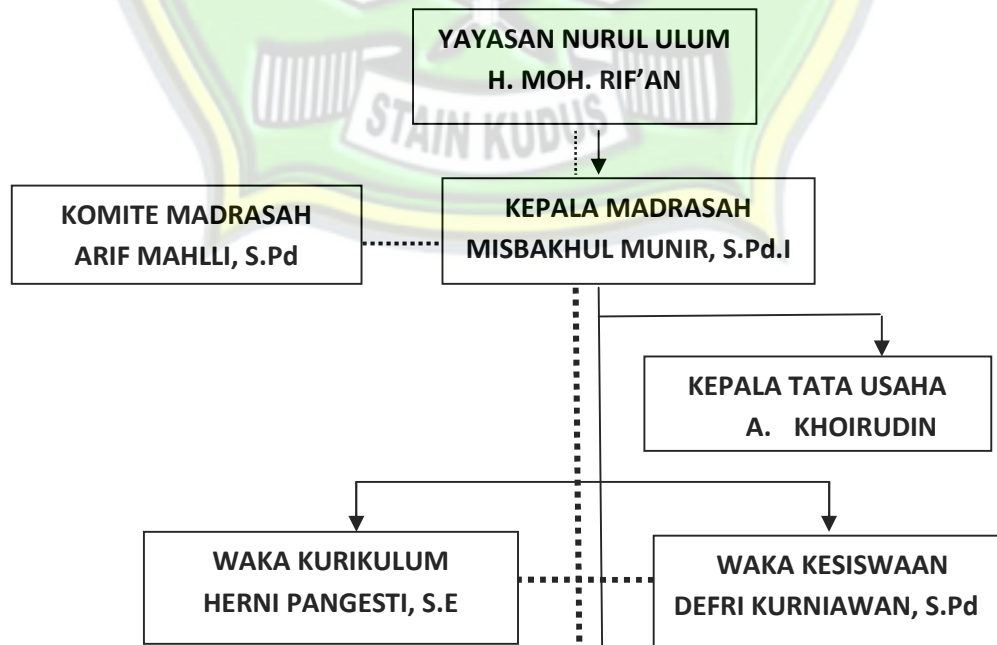 YAYASAN NURUL ULUM
H. MOH. RIF’AN
STAIN KUDUS
KOMITE MADRASAH
ARIF MAHLLI, S.Pd
KEPALA MADRASAH
MISBAKHUL MUNIR, S.Pd.I
KEPALA TATA USAHA
A. KHOIRUDIN
WAKA KURIKULUM
HERNI PANGESTI, S.E
WAKA KESISWAAN
DEFRI KURNIAWAN, S.Pd